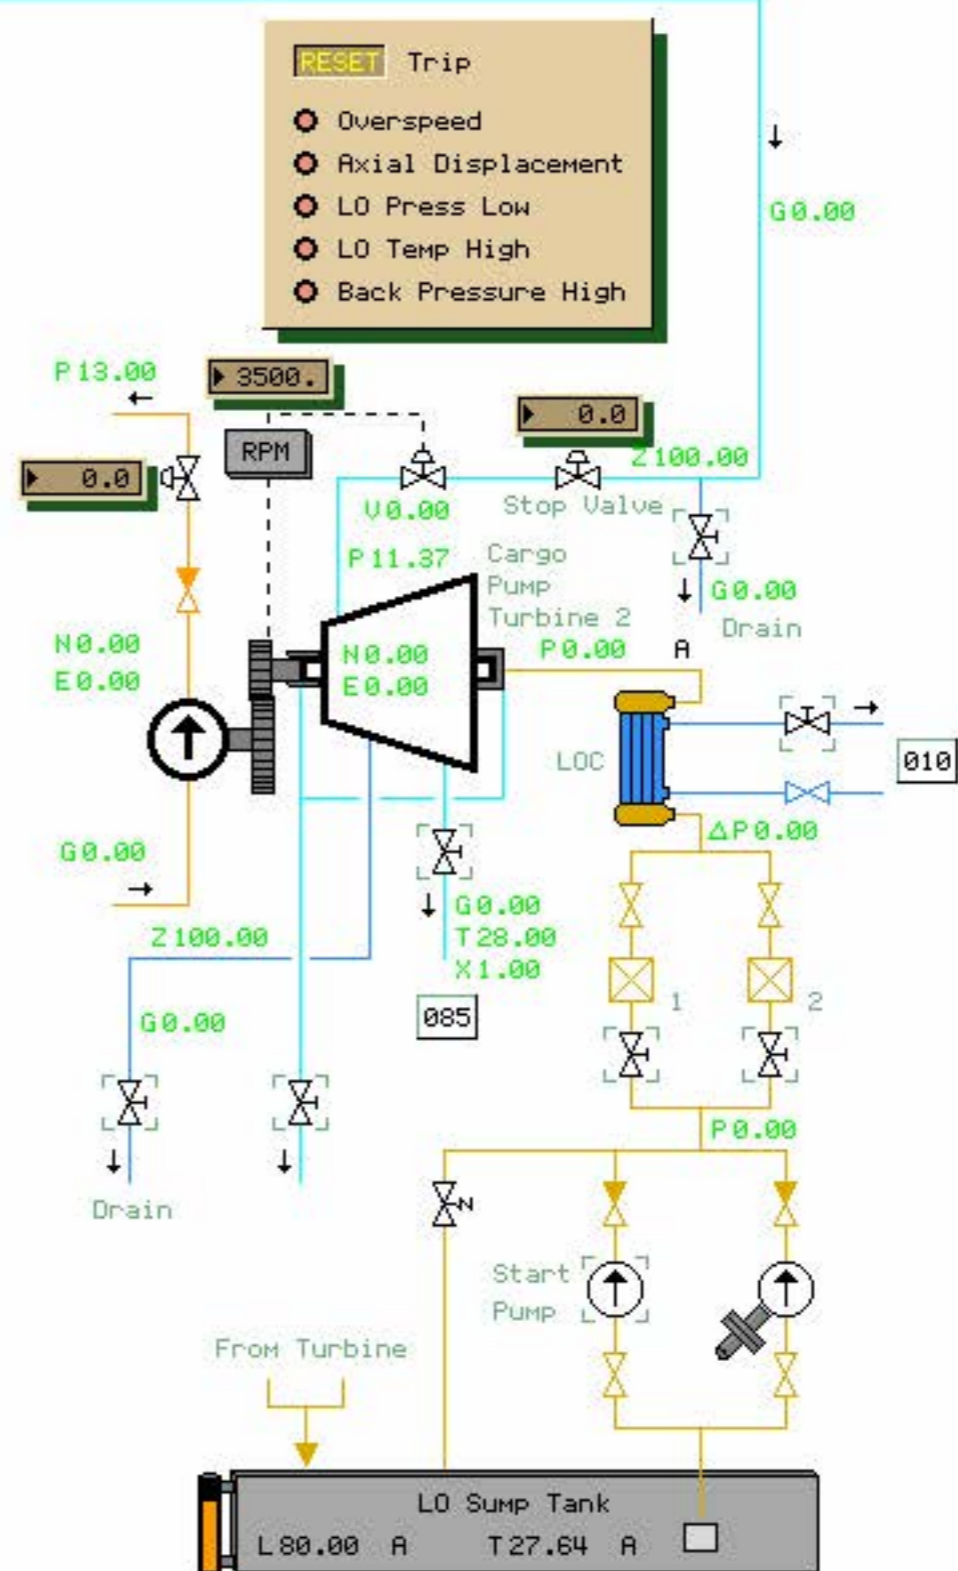 RESET Trip
Overspeed
Axial Displacement
LO Press Low
LO Temp High
Back Pressure High
G0.00
P13.00
3500.
0.0
RPM
0.0
Z100.00
V0.00
Stop Valve
P11.37
Cargo
Pump
Turbine 2
G0.00
Drain
N0.00
E0.00
N0.00
E0.00
P0.00
A
LOC
010
ΔP0.00
G0.00
Z100.00
G0.00
T28.00
X1.00
085
1
2
G0.00
P0.00
Drain
Start
Pump
N
From Turbine
LO Sump Tank
L80.00 A T27.64 A